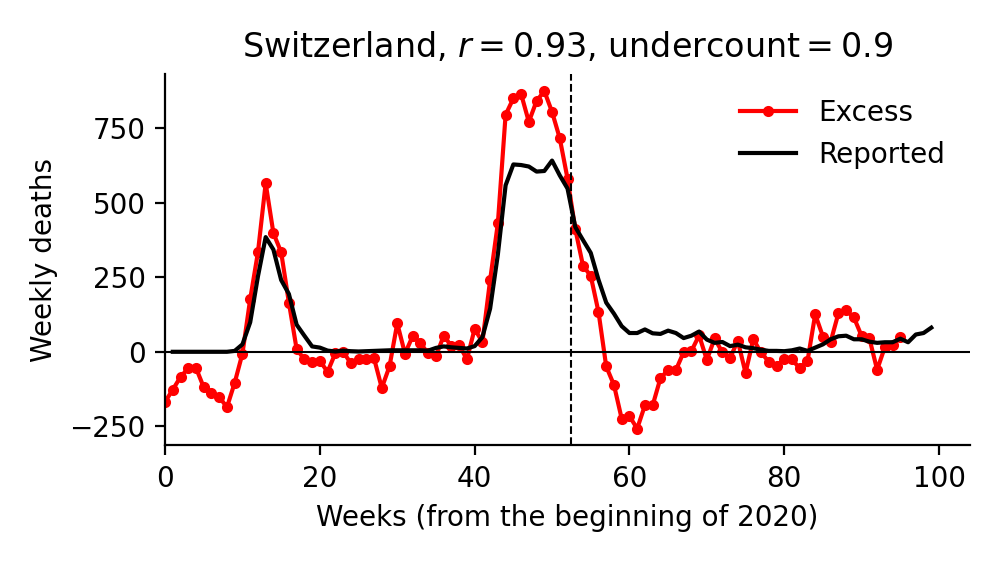 Switzerland, r = 0.93, undercount = 0.9
Excess
Reported
Weekly deaths
750
500
250
0
−250
0 20 40 60 80 100
Weeks (from the beginning of 2020)